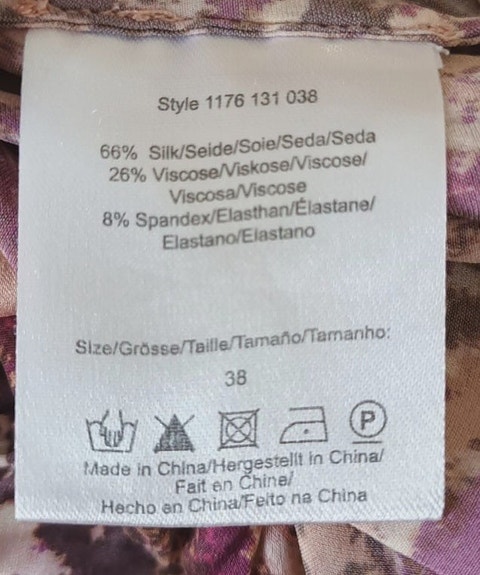 Style 1176 131 038
66% Silk/Seide/Soie/Seda/Seda
26% Viscose/Viskose/Viscose/
Viscosa/Viscose
8% Spandex/Elasthan/Élastane/
Elastano/Elastano
Size/Grösse/Taille/Tamaño/Tamanho:
38
P
Made in China/Hergestellt in China/
Fait en Chine/
Hecho en China/Feito na China